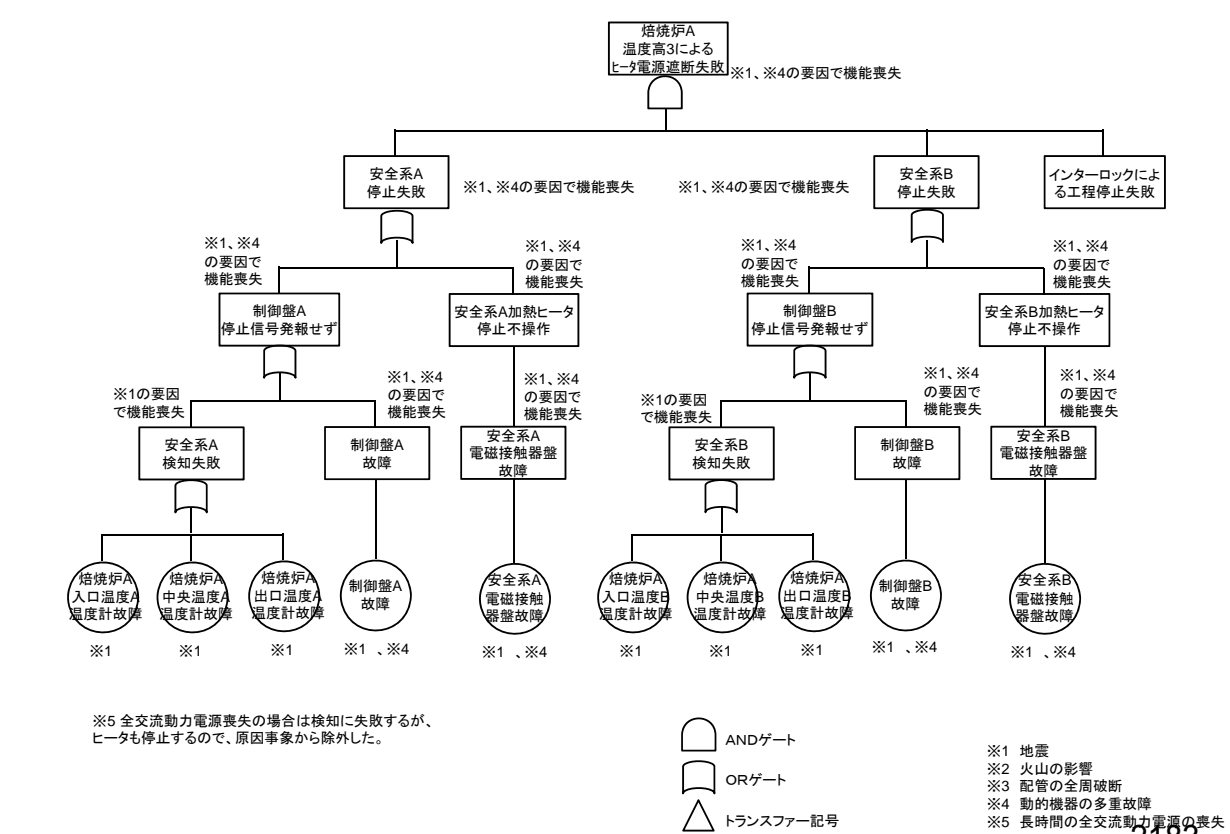 焙焼炉A
温度高3による
ヒータ電源遮断失敗
※1、※4の要因で機能喪失
安全系A
停止失敗
※1、※4の要因で機能喪失
※1、※4の要因で機能喪失
安全系B
停止失敗
インターロックによ
る工程停止失敗
※1、※4
の要因で
機能喪失
※1、※4
の要因で
機能喪失
※1、※4
の要因で
機能喪失
※1、※4
の要因で
機能喪失
制御盤A
停止信号発報せず
安全系A加熱ヒータ
停止不操作
制御盤B
停止信号発報せず
安全系B加熱ヒータ
停止不操作
※1の要因
で機能喪失
※1、※4
の要因で
機能喪失
※1、※4
の要因で
機能喪失
※1の要因
で機能喪失
※1、※4
の要因で
機能喪失
※1、※4
の要因で
機能喪失
安全系A
検知失敗
制御盤A
故障
安全系A
電磁接触器盤
故障
安全系B
検知失敗
制御盤B
故障
安全系B
電磁接触器盤
故障
焙焼炉A
入口温度A
温度計故障
焙焼炉A
中央温度A
温度計故障
焙焼炉A
出口温度A
温度計故障
制御盤A
故障
安全系A
電磁接触
器盤故障
焙焼炉A
入口温度B
温度計故障
焙焼炉A
中央温度B
温度計故障
焙焼炉A
出口温度B
温度計故障
制御盤B
故障
安全系B
電磁接触
器盤故障
※1
※1
※1
※1 、※4
※1 、※4
※1
※1
※1
※1 、※4
※1 、※4
※5 全交流動力電源喪失の場合は検知に失敗するが、
ヒータも停止するので、原因事象から除外した。
ANDゲート
ORゲート
トランスファー記号
※1 地震
※2 火山の影響
※3 配管の全周破断
※4 動的機器の多重故障
※5 長時間の全交流動力電源の喪失